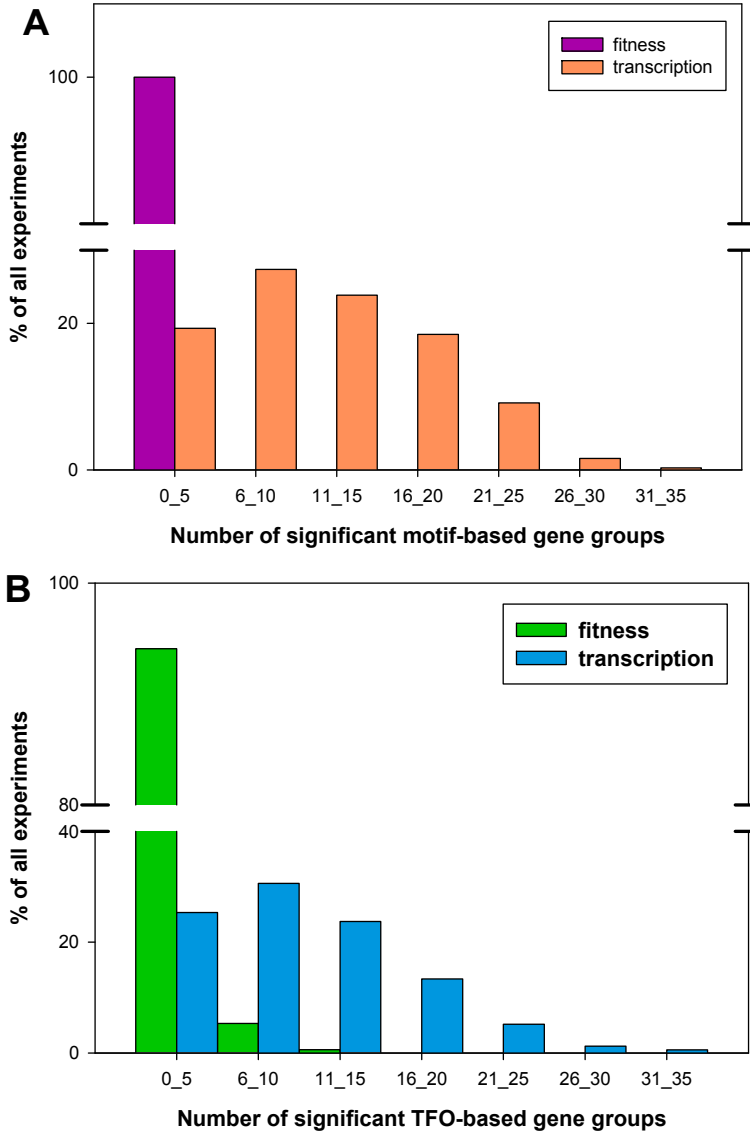 A
fitness
transcription
100
20
0
% of all experiments
0_5 6_10 11_15 16_20 21_25 26_30 31_35
Number of significant motif-based gene groups
B
fitness
transcription
100
80
40
20
0
% of all experiments
0_5 6_10 11_15 16_20 21_25 26_30 31_35
Number of significant TFO-based gene groups